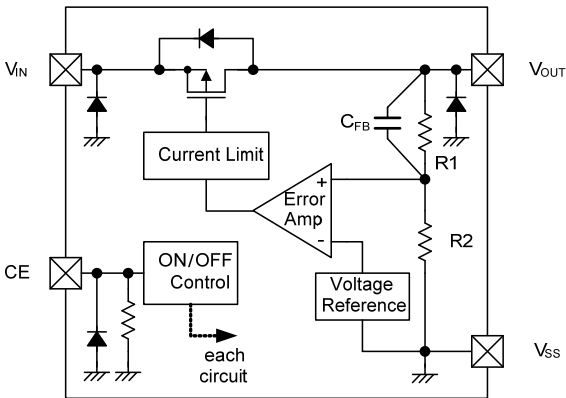 VIN
VOUT
CFB
R1
Current Limit
+
Error
Amp
-
R2
CE
ON/OFF
Control
Voltage
Reference
each
circuit
VSS